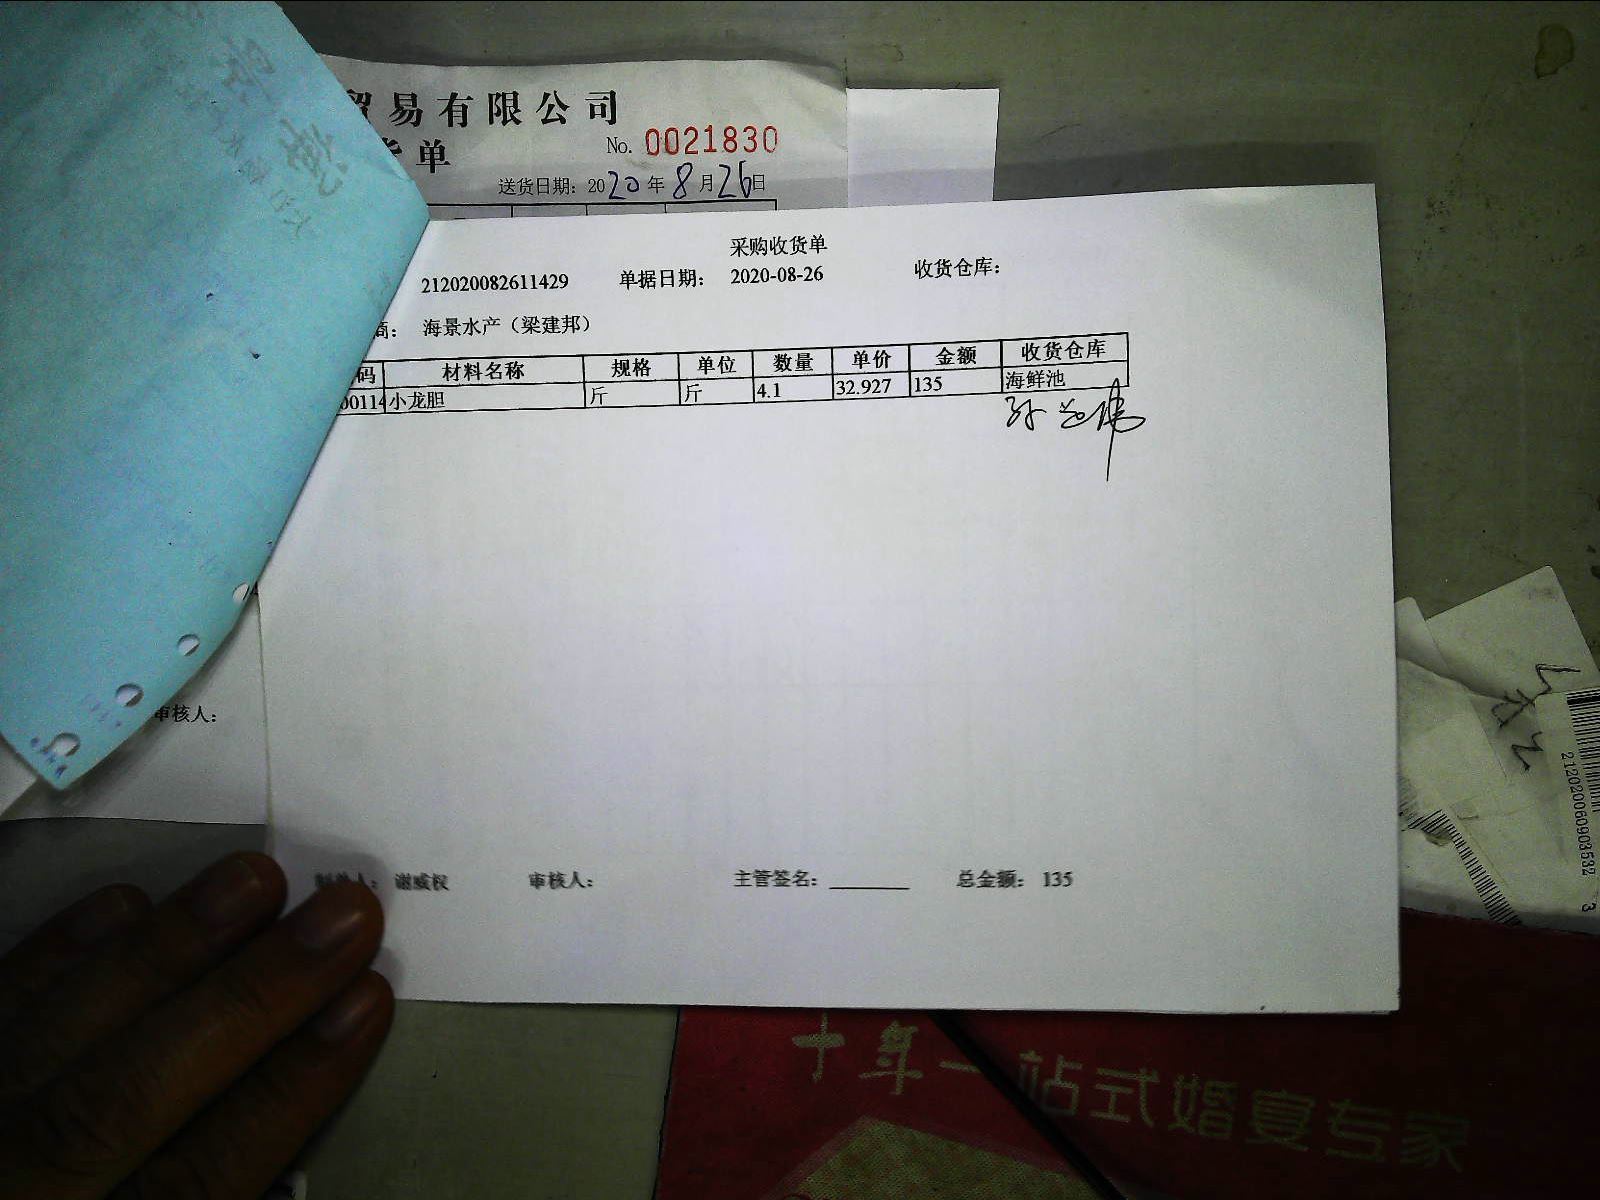 贸易有限公司
货单
No. 0021830
送货日期：2020年8月26日
采购收货单
212020082611429 单据日期： 2020-08-26 收货仓库：
商： 海景水产（梁建邦）
码 材料名称 规格 单位 数量 单价 金额 收货仓库
00114 小龙胆 斤 斤 4.1 32.927 135 海鲜池
审核人：
制单人： 谢威权 审核人： 主管签名： 总金额： 135
212020060903532 3
十年一站式婚宴专家